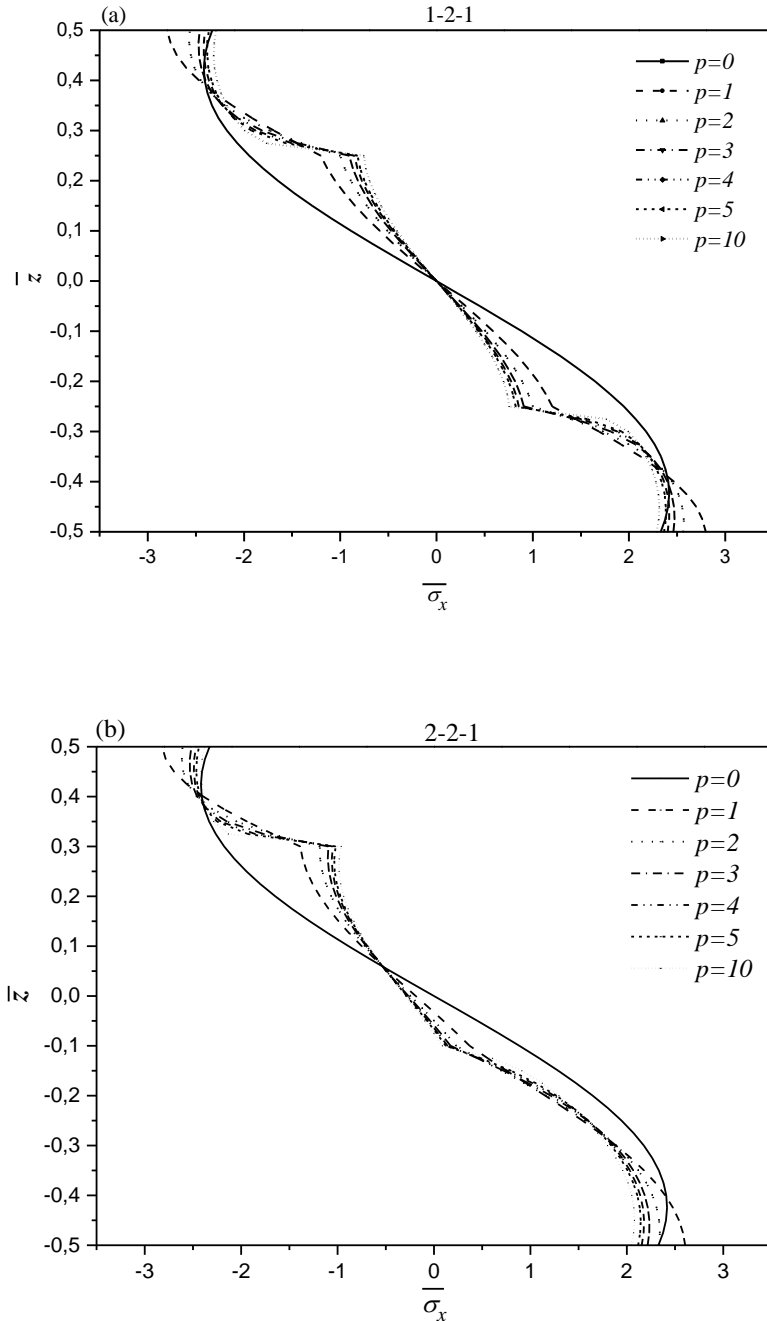 (a)
1-2-1
0,5
0,4
0,3
0,2
0,1
0,0
-0,1
-0,2
-0,3
-0,4
-0,5
z̅
-3
-2
-1
0
1
2
3
σₓ̅
p=0
p=1
p=2
p=3
p=4
p=5
p=10
(b)
2-2-1
0,5
0,4
0,3
0,2
0,1
0,0
-0,1
-0,2
-0,3
-0,4
-0,5
z̅
-3
-2
-1
0
1
2
3
σₓ̅
p=0
p=1
p=2
p=3
p=4
p=5
p=10